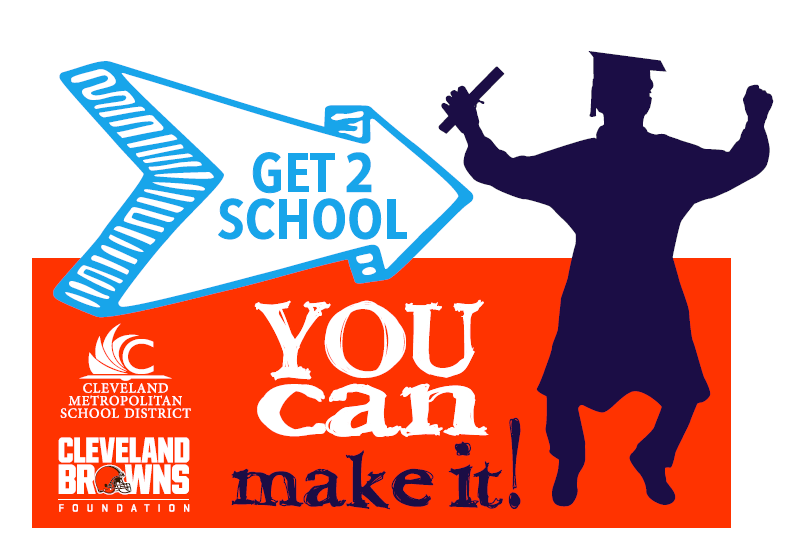 GET 2
SCHOOL
YOU
can
make it!
CLEVELAND
METROPOLITAN
SCHOOL DISTRICT
CLEVELAND
BROWNS
FOUNDATION